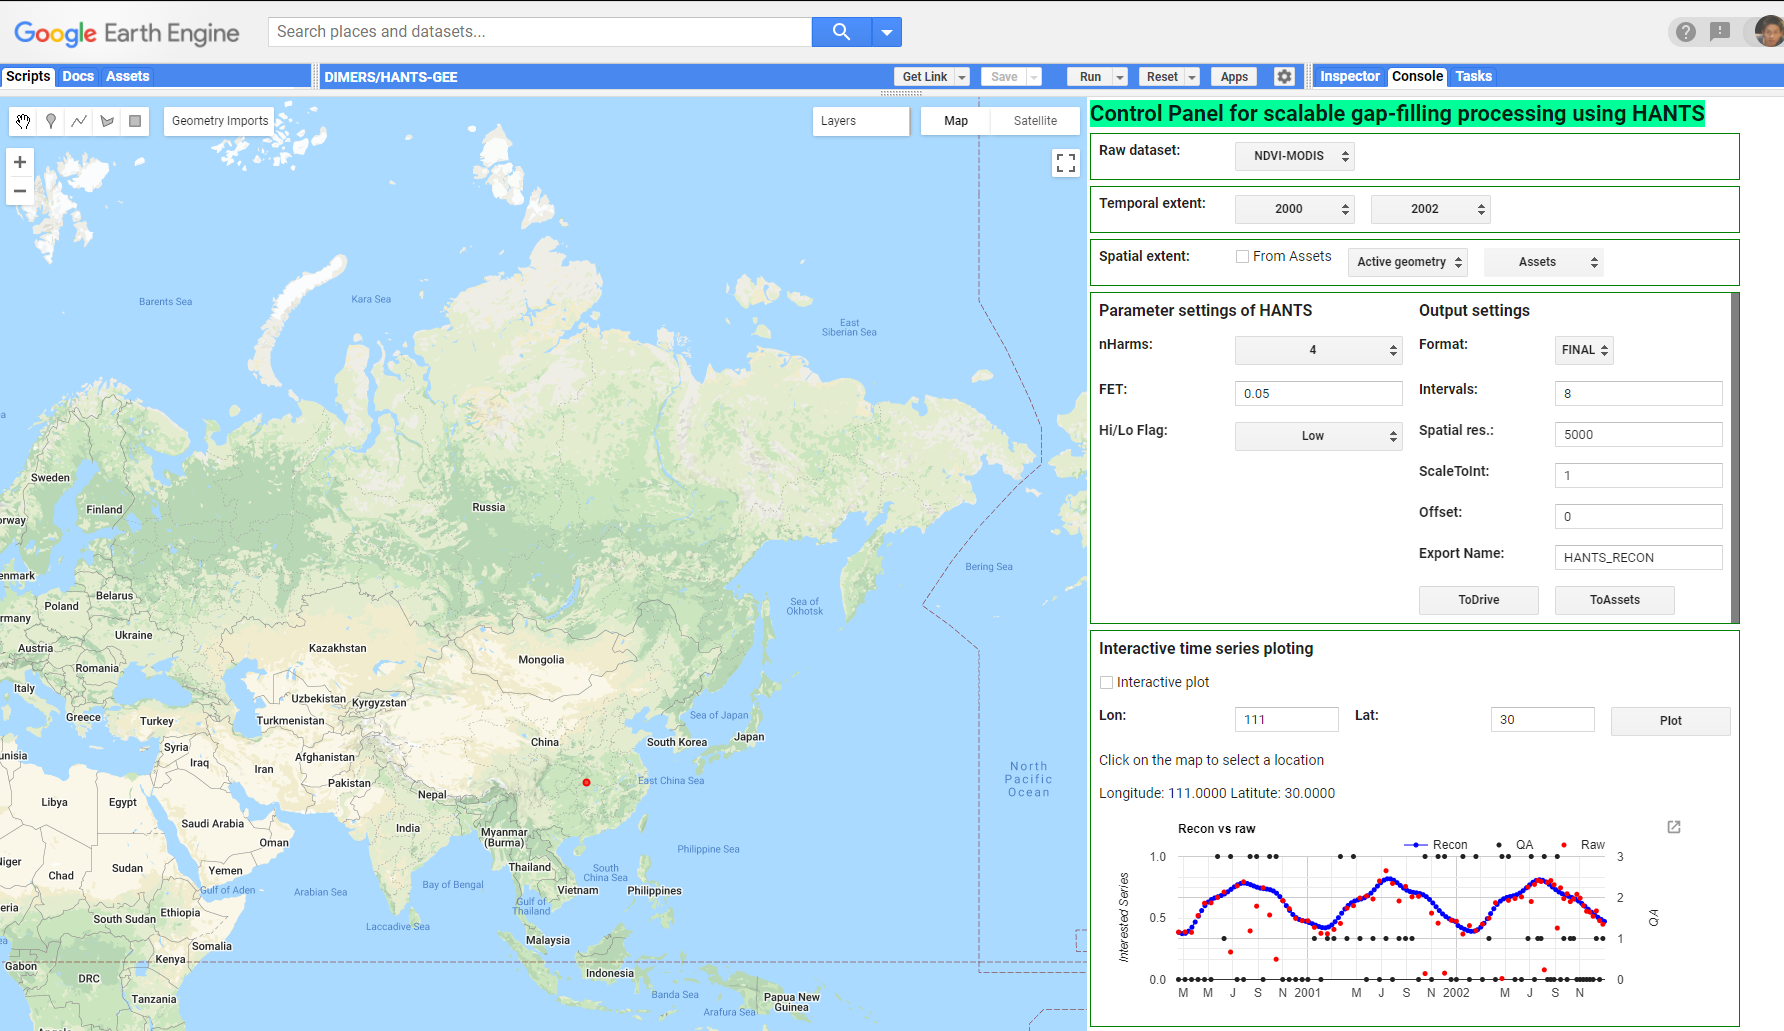 Google Earth Engine
Search places and datasets...
Scripts Docs Assets
DIMERS/HANTS-GEE
Get Link Save Run Reset Apps
Inspector Console Tasks
Geometry Imports
Layers
Map Satellite
Barents Sea
Kara Sea
East
Siberian Sea
Sweden
Finland
Russia
Bering Sea
Sea of
Okhotsk
Belarus
Poland
Ukraine
Austria
Romania
Italy
Greece
Turkey
Kazakhstan
Mongolia
Uzbekistan
Kyrgyzstan
Turkmenistan
Syria
Iraq
Iran
Afghanistan
Pakistan
China
South Korea
Sea of Japan
Japan
East China Sea
North
Pacific
Ocean
Libya
Egypt
Saudi Arabia
Oman
Nepal
India
Myanmar
(Burma)
Thailand
Vietnam
Philippines
Philippine Sea
South
China Sea
Gulf of
Thailand
Bay of Bengal
Arabian Sea
Laccadive Sea
Chad
Sudan
Yemen
Gulf of Aden
South Sudan
Ethiopia
Somalia
Kenya
Gabon
DRC
Tanzania
Malaysia
Indonesia
Banda Sea
Arafura Sea
Papua New
Guinea
Control Panel for scalable gap-filling processing using HANTS
Raw dataset: NDVI-MODIS
Temporal extent: 2000 2002
Spatial extent: From Assets Active geometry Assets
Parameter settings of HANTS
nHarms: 4
FET: 0.05
Hi/Lo Flag: Low
Output settings
Format: FINAL
Intervals: 8
Spatial res.: 5000
ScaleToInt: 1
Offset: 0
Export Name: HANTS_RECON
ToDrive ToAssets
Interactive time series ploting
Interactive plot
Lon: 111 Lat: 30 Plot
Click on the map to select a location
Longitude: 111.0000 Latitute: 30.0000
Recon vs raw
Recon QA Raw
1.0
0.5
0.0
Interested Series
3
2
1
0
QA
M M J S N 2001 M J S N 2002 M J S N